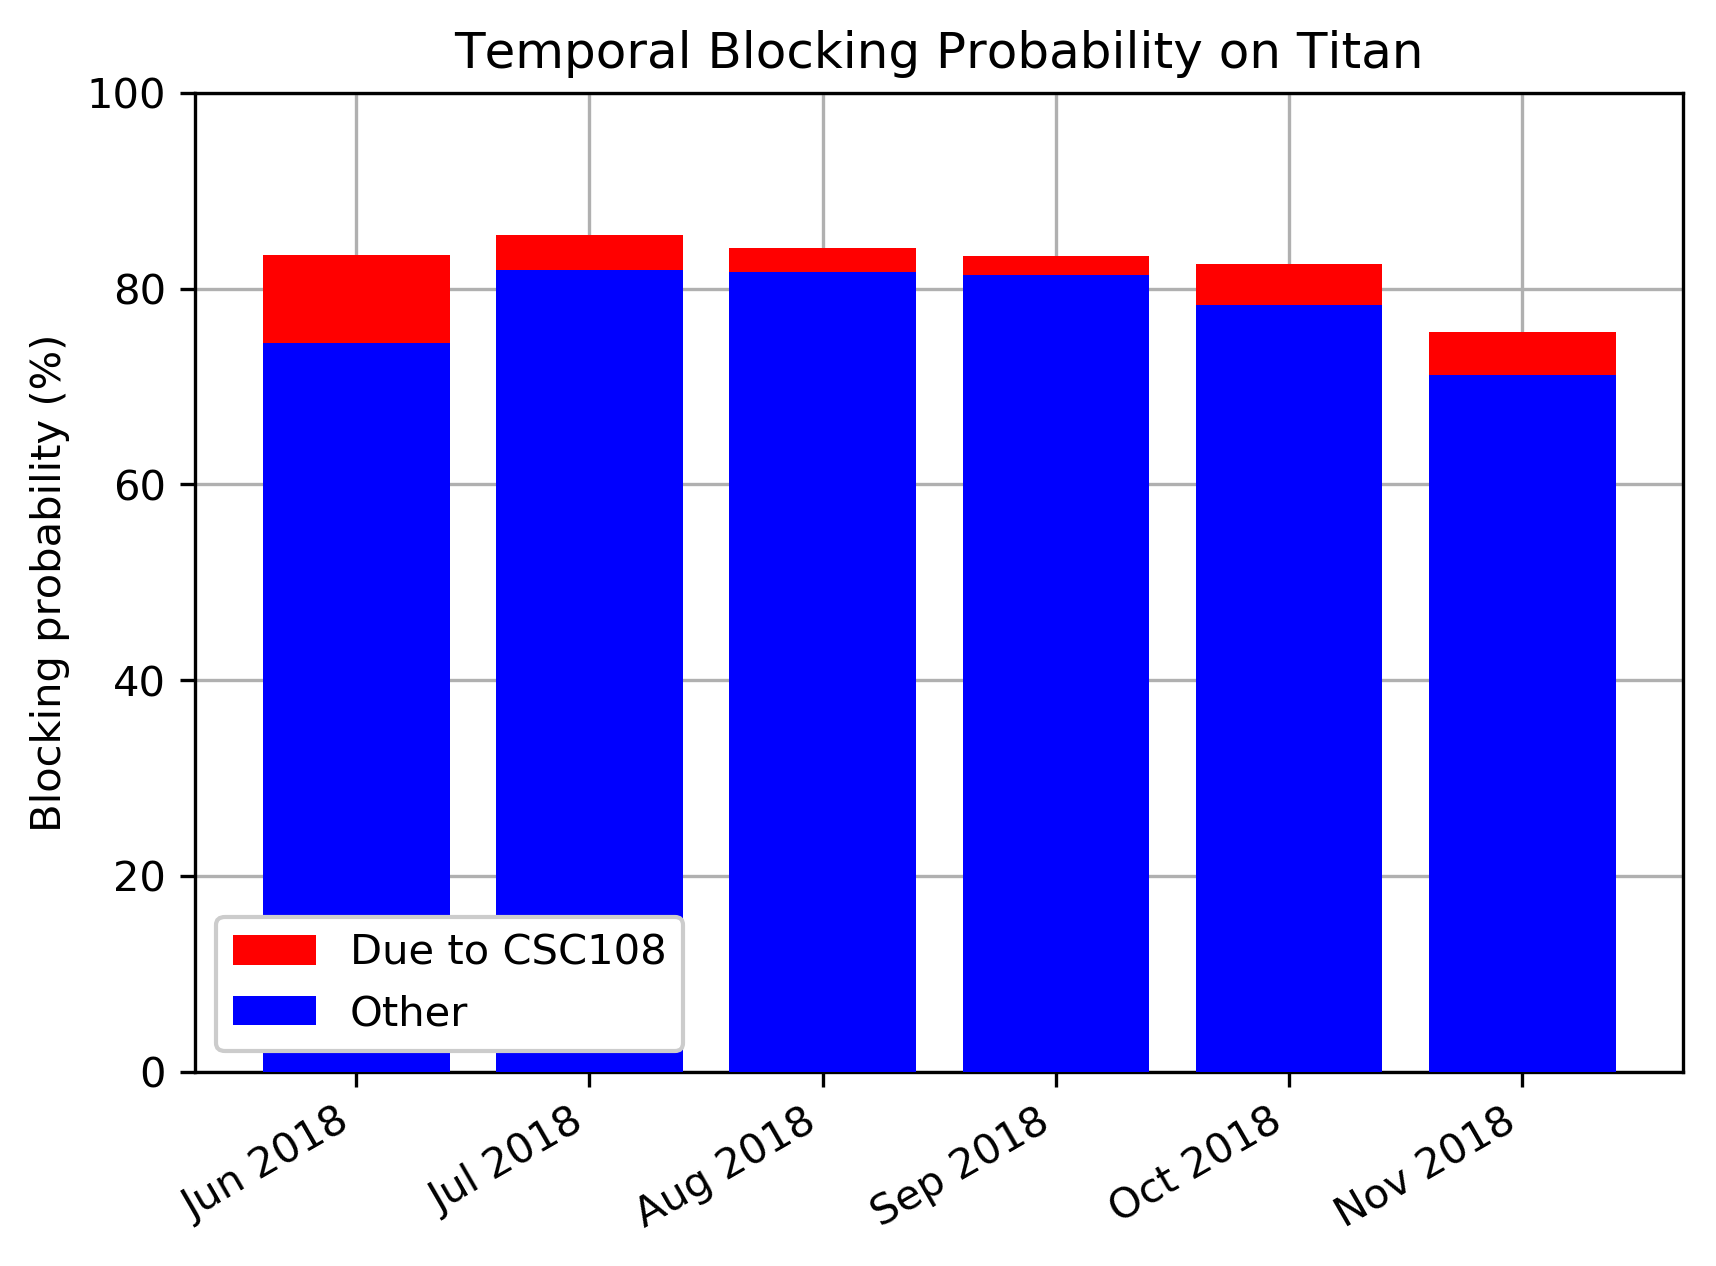 Temporal Blocking Probability on Titan
Blocking probability (%)
100
80
60
40
20
0
Due to CSC108
Other
Jun 2018
Jul 2018
Aug 2018
Sep 2018
Oct 2018
Nov 2018